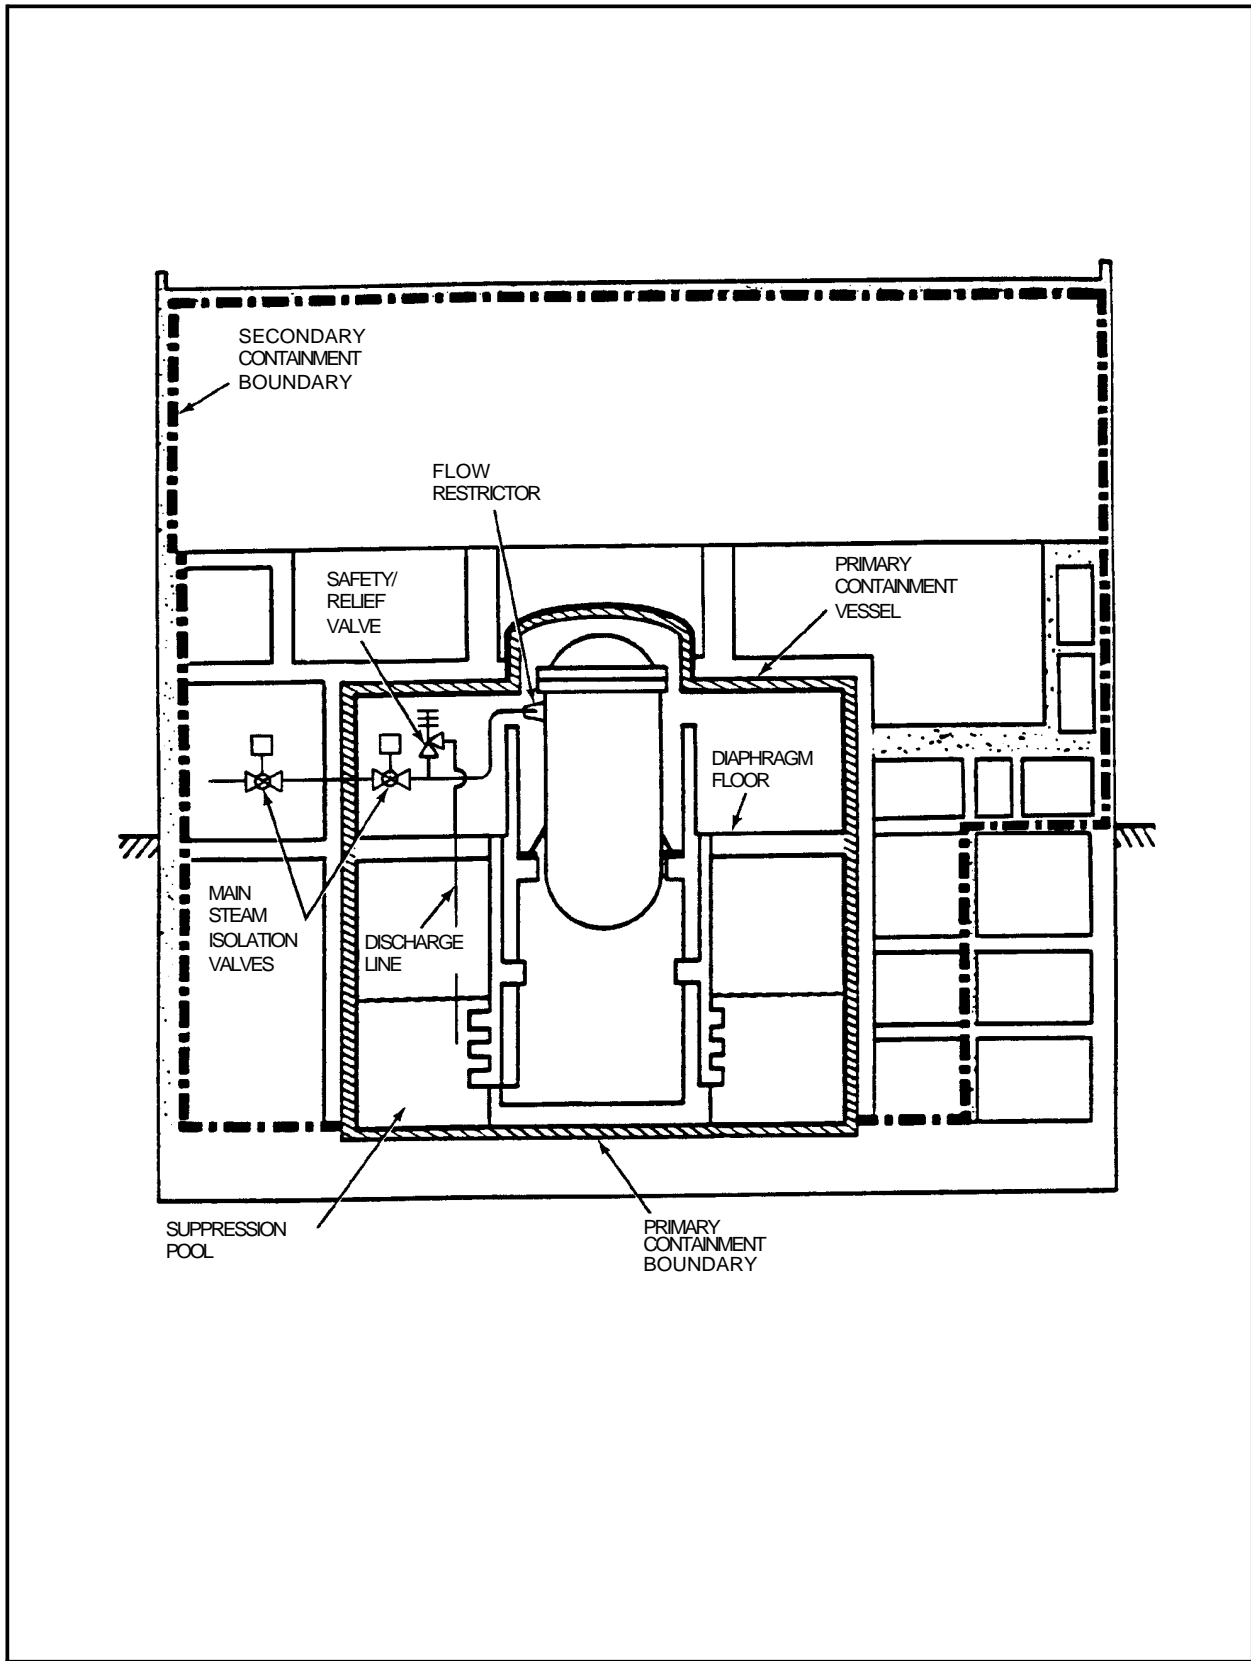 SECONDARY
CONTAINMENT
BOUNDARY
FLOW
RESTRICTOR
SAFETY/
RELIEF
VALVE
PRIMARY
CONTAINMENT
VESSEL
DIAPHRAGM
FLOOR
MAIN
STEAM
ISOLATION
VALVES
DISCHARGE
LINE
SUPPRESSION
POOL
PRIMARY
CONTAINMENT
BOUNDARY